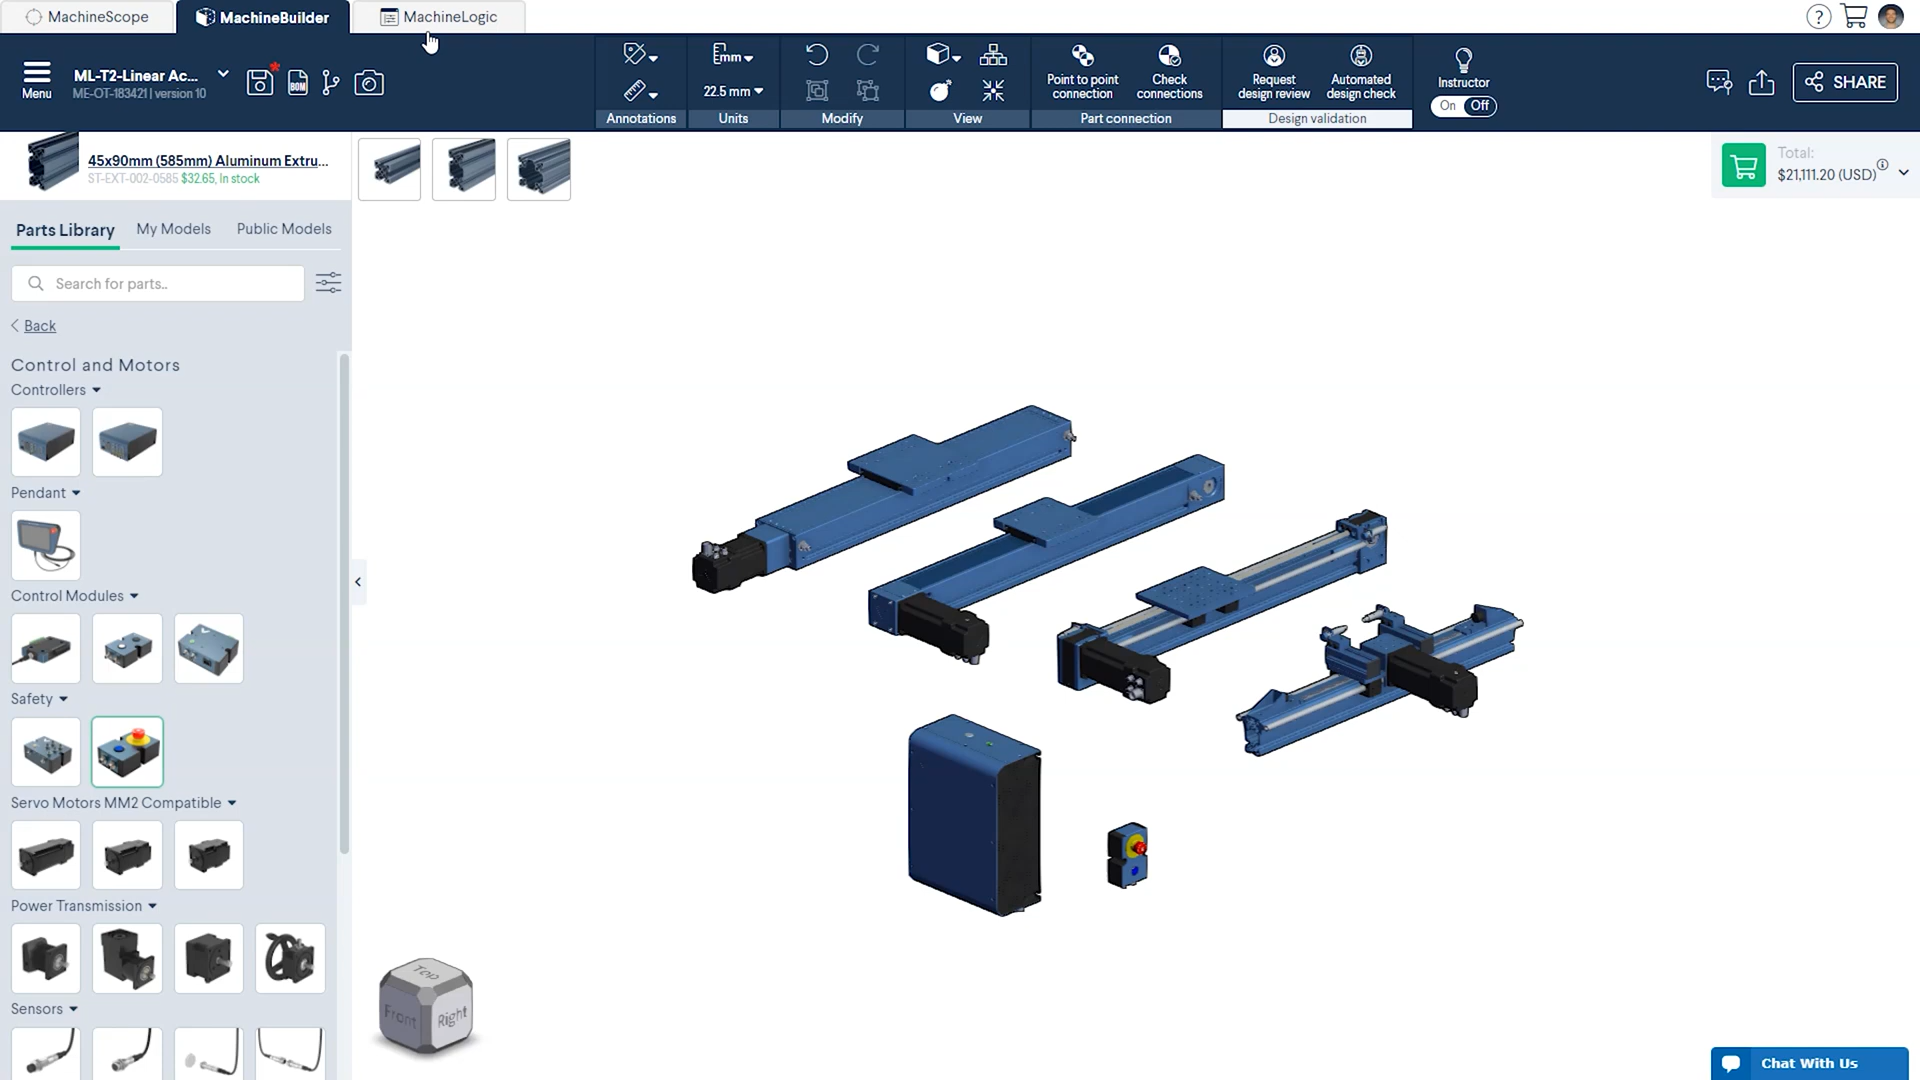 MachineScope
MachineBuilder
MachineLogic
?
Menu
ML-T2-Linear Ac...
ME-OT-183421 | version 10
BOM
mm
22.5 mm
Annotations
Units
Modify
View
Point to point connection
Check connections
Part connection
Request design review
Automated design check
Design validation
Instructor
On Off
SHARE
45x90mm (585mm) Aluminum Extru...
ST-EXT-002-0585 $32.65, In stock
Total:
$21,111.20 (USD)
Parts Library
My Models
Public Models
Search for parts..
Back
Control and Motors
Controllers
Pendant
Control Modules
Safety
Servo Motors MM2 Compatible
Power Transmission
Sensors
Top
Front
Right
Chat With Us